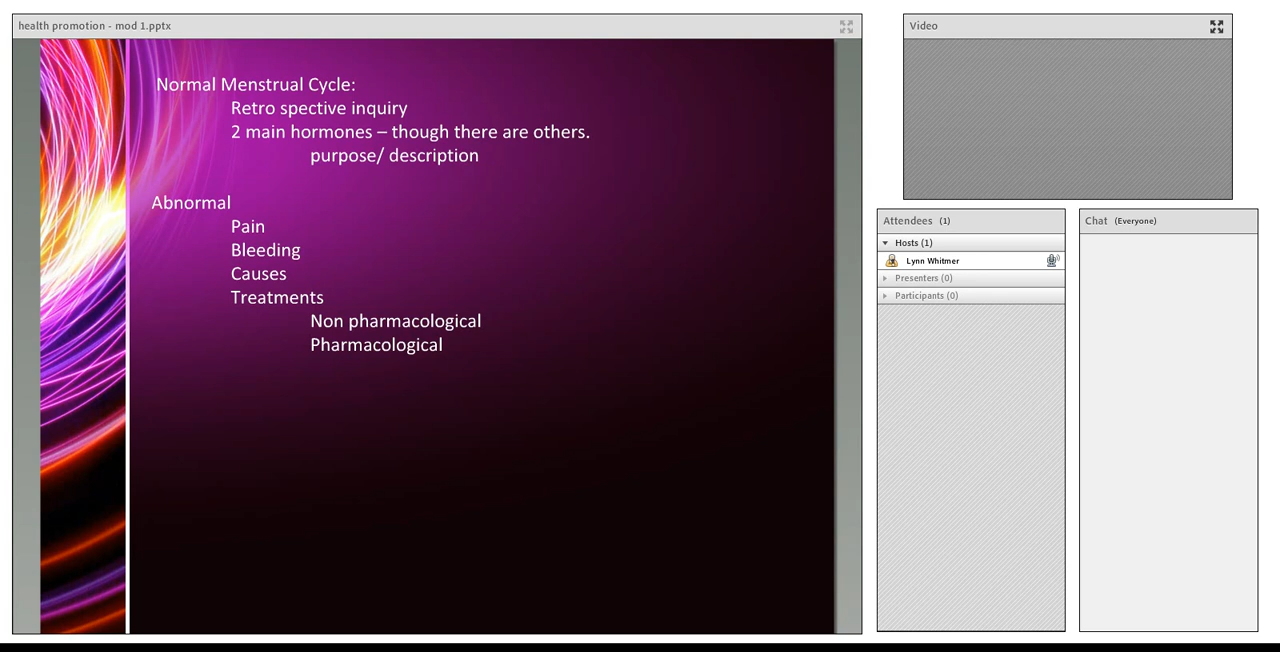 health promotion - mod 1.pptx
Normal Menstrual Cycle:
Retro spective inquiry
2 main hormones – though there are others.
purpose/ description
Abnormal
Pain
Bleeding
Causes
Treatments
Non pharmacological
Pharmacological
Video
Attendees (1)
Hosts (1)
Lynn Whitmer
Presenters (0)
Participants (0)
Chat (Everyone)